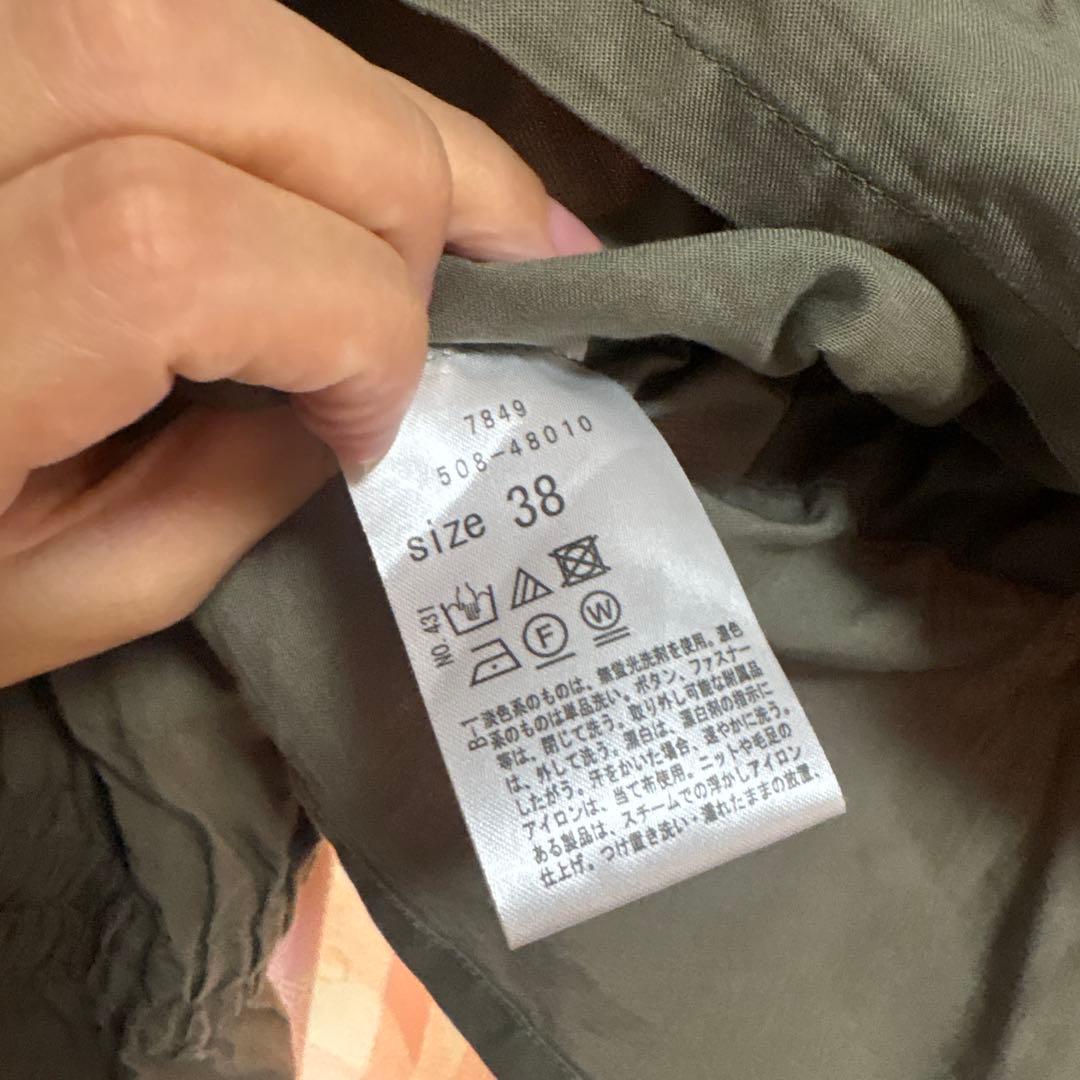 7849
508-48010
size 38
NO.431
F
W
B-1
淡色系のものは、無蛍光洗剤を使用。濃色
系のものは単品洗い。ボタン、ファスナー
等は、閉じて洗う。取り外し可能な附属品
は、外して洗う。漂白は、漂白剤の指示に
したがう。汗をかいた場合、速やかに洗う。
アイロンは、当て布使用。ニットや毛足の
ある製品は、スチームでの浮かしアイロン
仕上げ。つけ置き洗い・濡れたままの放置、